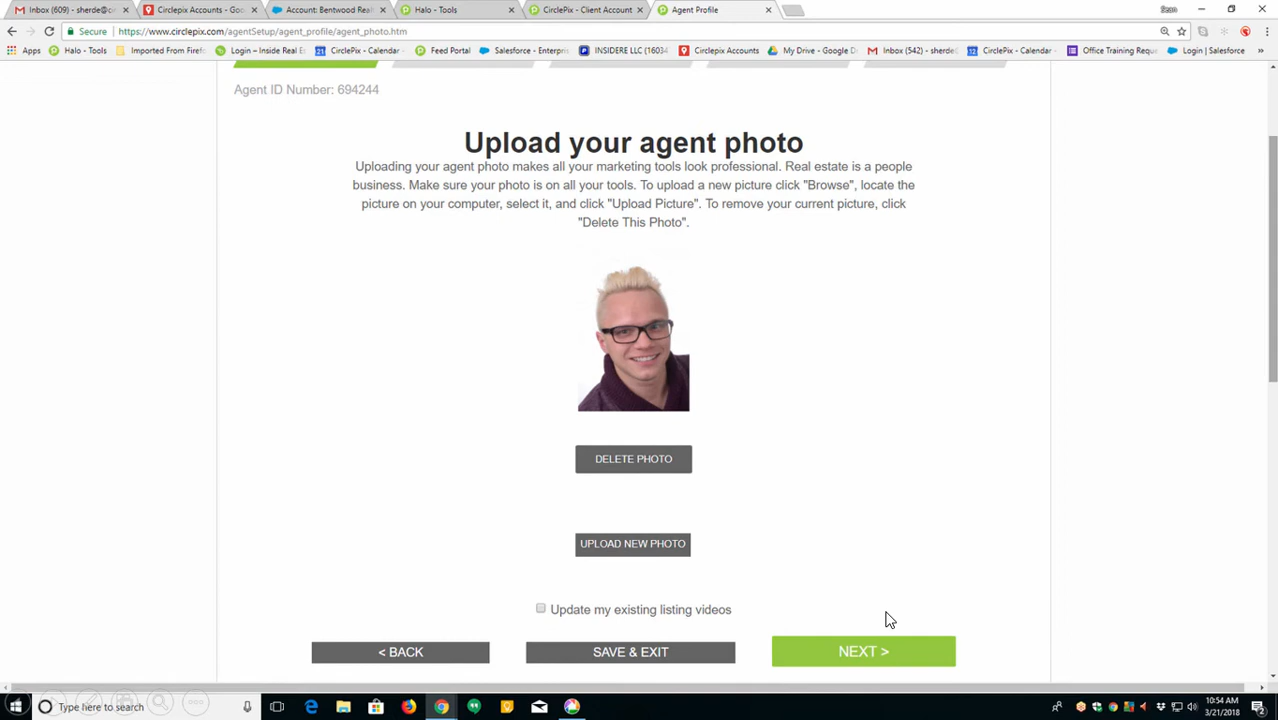 Inbox (609) - sherde@ci
Circlepix Accounts - Goo
Account: Bentwood Real
Halo - Tools
CirclePix - Client Account
Agent Profile
Sean
Secure
https://www.circlepix.com/agentSetup/agent_profile/agent_photo.htm
Apps
Halo - Tools
Imported From Firefo
Login ‹ Inside Real Es
CirclePix - Calendar
Feed Portal
Salesforce - Enterpris
INSIDERE LLC (16034
Circlepix Accounts
My Drive - Google D
Inbox (542) - sherde@
CirclePix - Calendar
Office Training Reque
Login | Salesforce
Agent ID Number: 694244
Upload your agent photo
Uploading your agent photo makes all your marketing tools look professional. Real estate is a people
business. Make sure your photo is on all your tools. To upload a new picture click "Browse", locate the
picture on your computer, select it, and click "Upload Picture". To remove your current picture, click
"Delete This Photo".
DELETE PHOTO
UPLOAD NEW PHOTO
Update my existing listing videos
< BACK
SAVE & EXIT
NEXT >
Type here to search
10:54 AM
3/21/2018